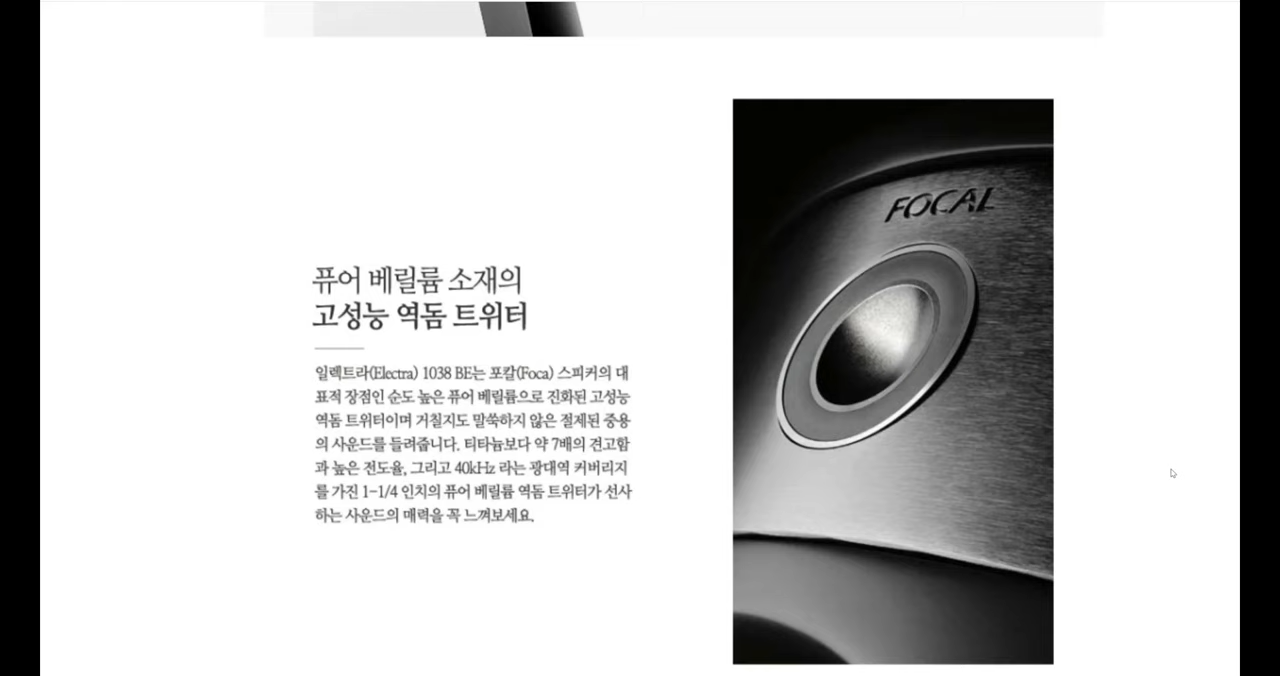 퓨어 베릴륨 소재의
고성능 역돔 트위터
일렉트라(Electra) 1038 BE는 포칼(Foca) 스피커의 대
표적 장점인 순도 높은 퓨어 베릴륨으로 진화된 고성능
역돔 트위터이며 거칠지도 말쑥하지 않은 절제된 중용
의 사운드를 들려줍니다. 티타늄보다 약 7배의 견고함
과 높은 전도율, 그리고 40kHz 라는 광대역 커버리지
를 가진 1-1/4 인치의 퓨어 베릴륨 역돔 트위터가 선사
하는 사운드의 매력을 꼭 느껴보세요.
FOCAL